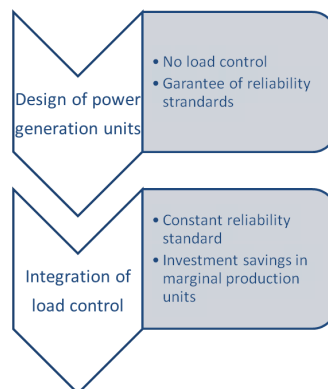 Design of power
generation units
• No load control
• Garantee of reliability
strandards
Integration of
load control
• Constant reliability
standard
• Investment savings in
marginal production
units